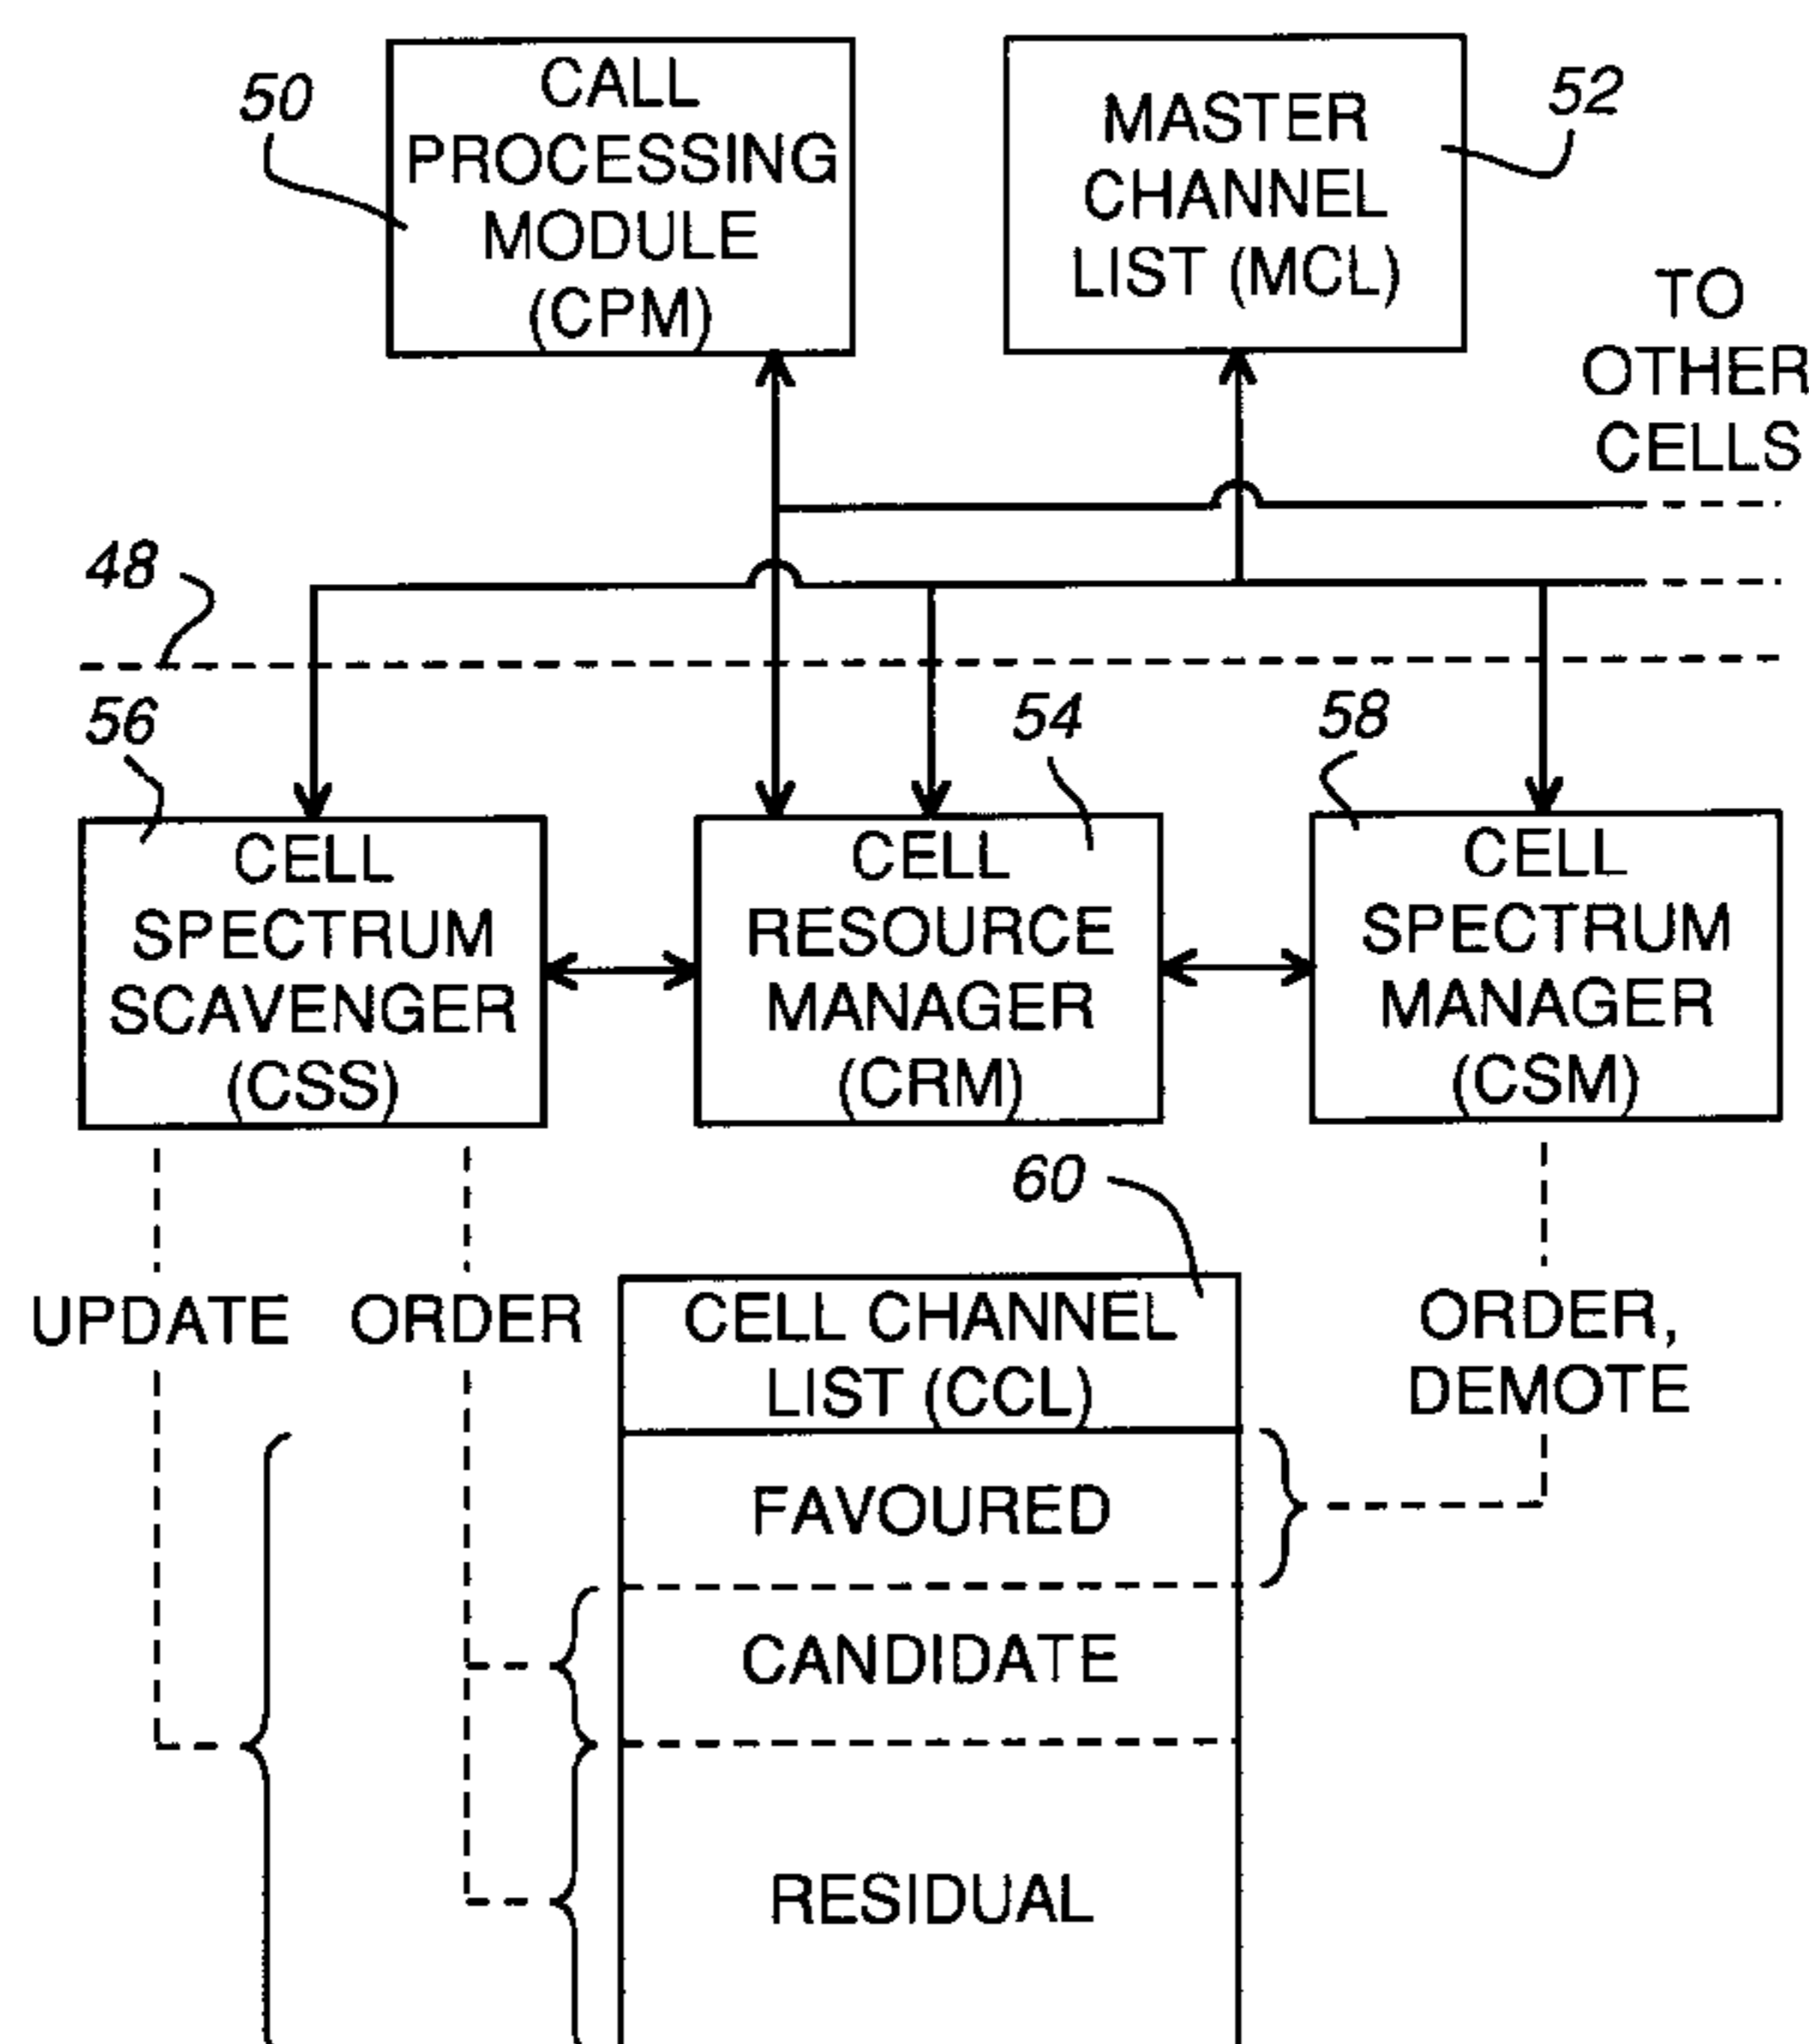 50
CALL
PROCESSING
MODULE
(CPM)
MASTER
CHANNEL
LIST (MCL)
52
TO
OTHER
CELLS
48
56
54
58
CELL
SPECTRUM
SCAVENGER
(CSS)
CELL
RESOURCE
MANAGER
(CRM)
CELL
SPECTRUM
MANAGER
(CSM)
60
UPDATE
ORDER
CELL CHANNEL
LIST (CCL)
ORDER,
DEMOTE
FAVOURED
CANDIDATE
RESIDUAL